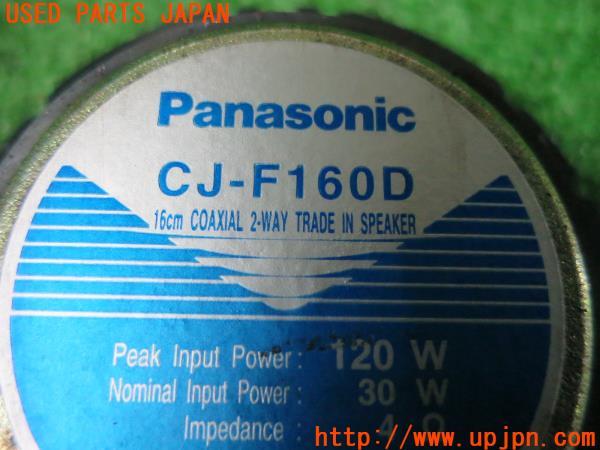 USED PARTS JAPAN
Panasonic
CJ-F160D
16cm COAXIAL 2-WAY TRADE IN SPEAKER
Peak Input Power: 120 W
Nominal Input Power: 30 W
Impedance: 4 Ω
http://www.upjpn.com